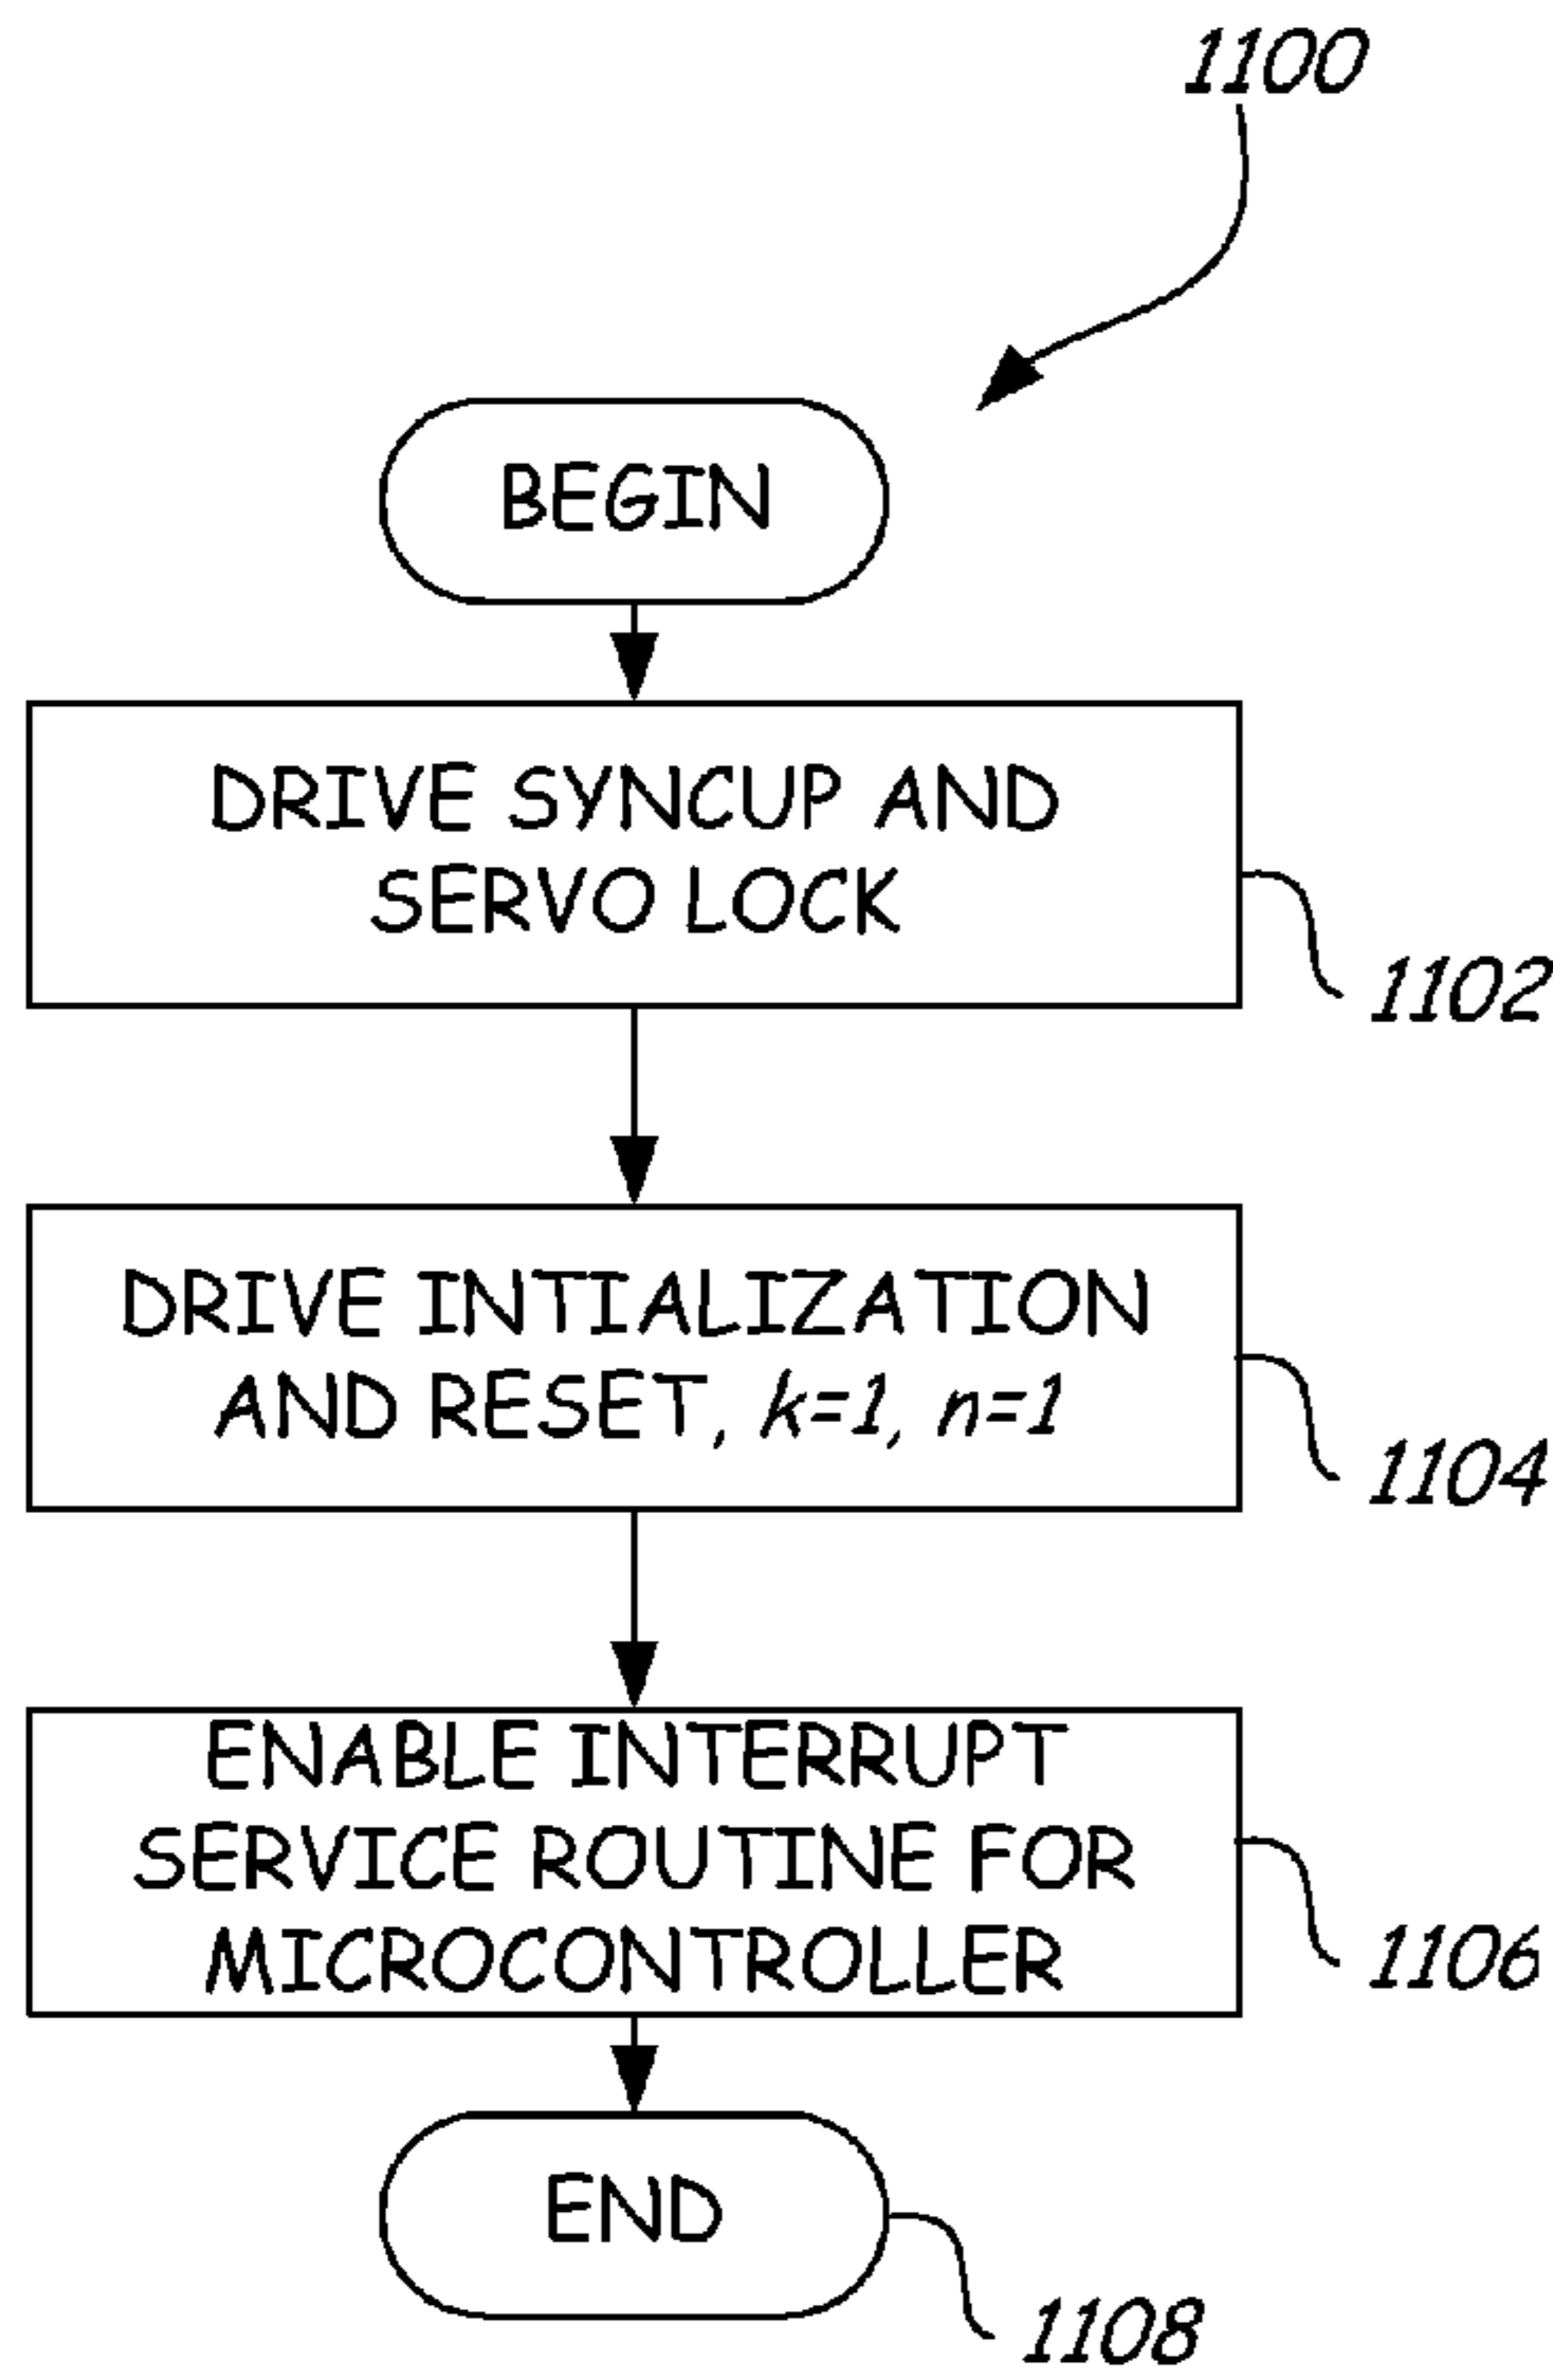 1100
BEGIN
DRIVE SYNCUP AND
SERVO LOCK
1102
DRIVE INTIALIZATION
AND RESET, k=1, n=1
1104
ENABLE INTERRUPT
SERVICE ROUTINE FOR
MICROCONTROLLER
1106
END
1108